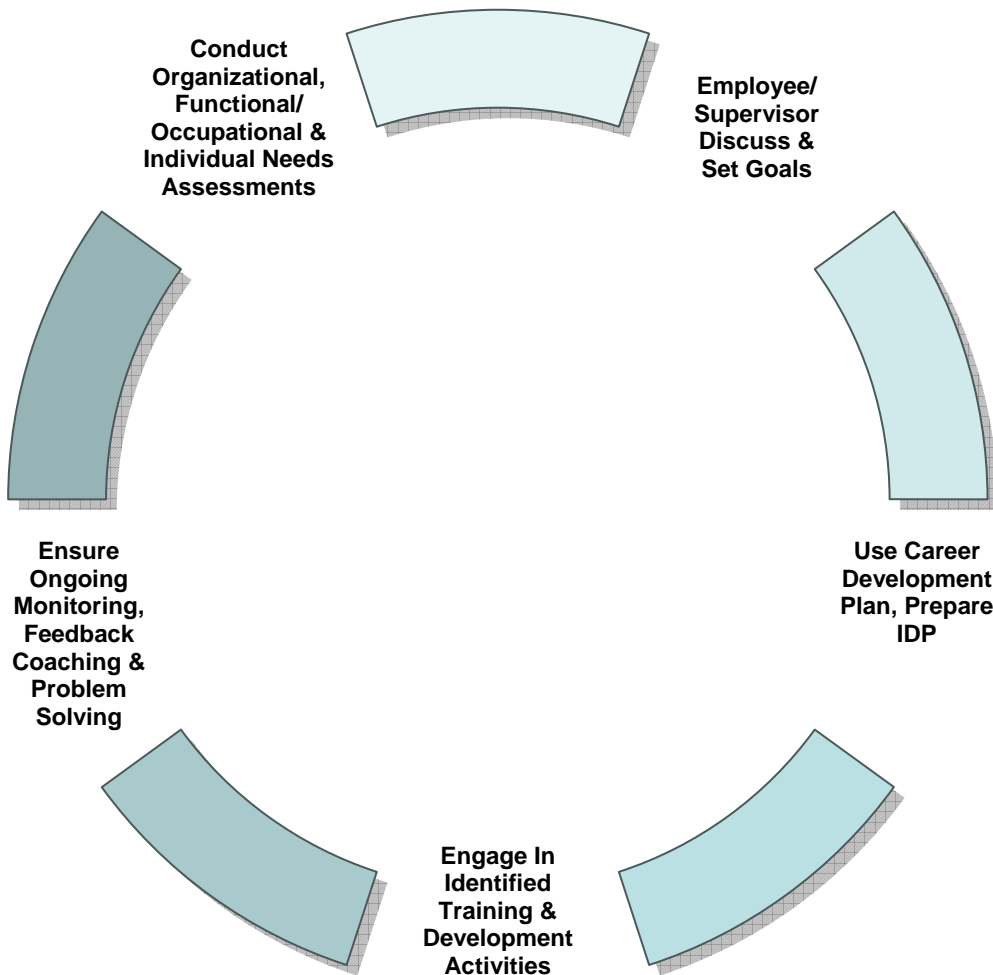 Conduct
Organizational,
Functional/
Occupational &
Individual Needs
Assessments
Employee/
Supervisor
Discuss &
Set Goals
Use Career
Development
Plan, Prepare
IDP
Engage In
Identified
Training &
Development
Activities
Ensure
Ongoing
Monitoring,
Feedback
Coaching &
Problem
Solving